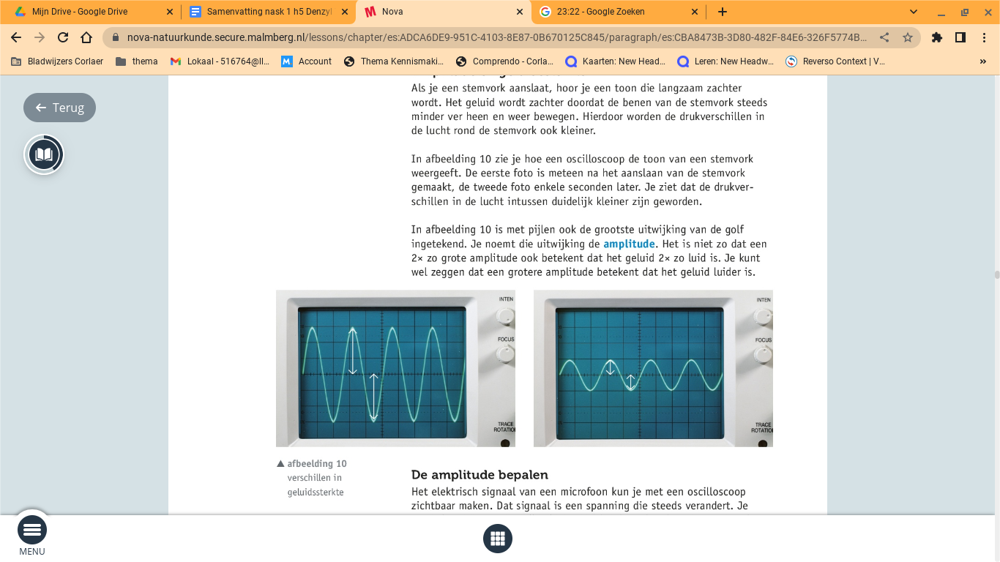 Mijn Drive - Google Drive
Samenvatting nask 1 h5 Denzyl
Nova
23:22 - Google Zoeken
nova-natuurkunde.secure.malmberg.nl/lessons/chapter/es:ADCA6DE9-951C-4103-8E87-0B670125C845/paragraph/es:CBA8473B-3D80-482F-84E6-326F5774B...
Bladwijzers Corlaer
thema
Lokaal - 516764@ll...
Account
Thema Kennismaki...
Comprendo - Corla...
Kaarten: New Head...
Leren: New Headw...
Reverso Context | V...
»
Terug
Als je een stemvork aanslaat, hoor je een toon die langzaam zachter
wordt. Het geluid wordt zachter doordat de benen van de stemvork steeds
minder ver heen en weer bewegen. Hierdoor worden de drukverschillen in
de lucht rond de stemvork ook kleiner.
In afbeelding 10 zie je hoe een oscilloscoop de toon van een stemvork
weergeeft. De eerste foto is meteen na het aanslaan van de stemvork
gemaakt, de tweede foto enkele seconden later. Je ziet dat de drukver-
schillen in de lucht intussen duidelijk kleiner zijn geworden.
In afbeelding 10 is met pijlen ook de grootste uitwijking van de golf
ingetekend. Je noemt die uitwijking de amplitude. Het is niet zo dat een
2× zo grote amplitude ook betekent dat het geluid 2× zo luid is. Je kunt
wel zeggen dat een grotere amplitude betekent dat het geluid luider is.
INTEN
FOCUS
TRACE
ROTATION
INTEN
FOCUS
TRACE
ROTATION
▲ afbeelding 10
verschillen in
geluidssterkte
De amplitude bepalen
Het elektrisch signaal van een microfoon kun je met een oscilloscoop
zichtbaar maken. Dat signaal is een spanning die steeds verandert. Je
MENU